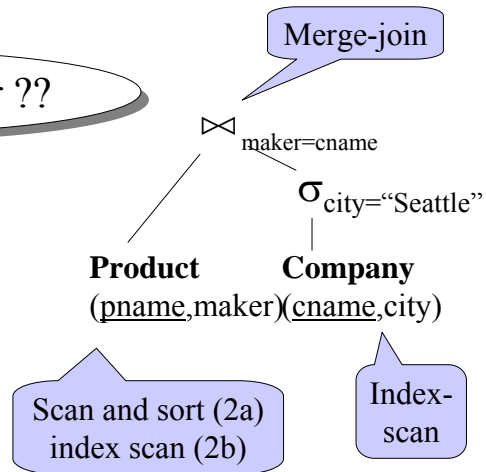 Merge-join
??
⋈ maker=cname
σ city=“Seattle”
Product Company
(pname,maker)(cname,city)
Scan and sort (2a)
index scan (2b)
Index-
scan